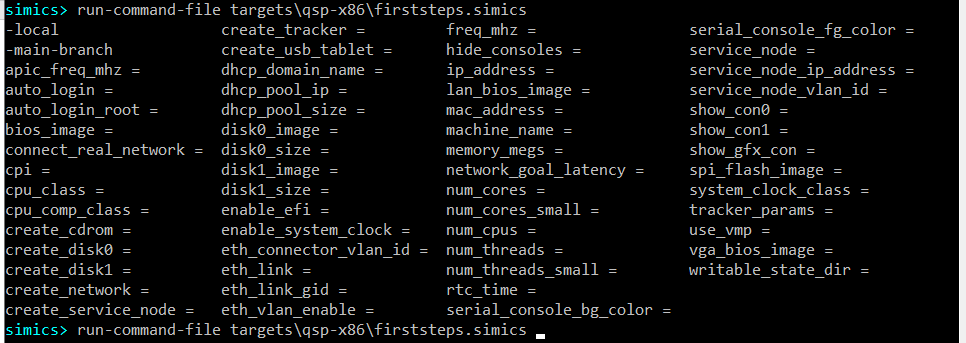 simics> run-command-file targets\qsp-x86\firststeps.simics
-local create_tracker = freq_mhz = serial_console_fg_color =
-main-branch create_usb_tablet = hide_consoles = service_node =
apic_freq_mhz = dhcp_domain_name = ip_address = service_node_ip_address =
auto_login = dhcp_pool_ip = lan_bios_image = service_node_vlan_id =
auto_login_root = dhcp_pool_size = mac_address = show_con0 =
bios_image = disk0_image = machine_name = show_con1 =
connect_real_network = disk0_size = memory_megs = show_gfx_con =
cpi = disk1_image = network_goal_latency = spi_flash_image =
cpu_class = disk1_size = num_cores = system_clock_class =
cpu_comp_class = enable_efi = num_cores_small = tracker_params =
create_cdrom = enable_system_clock = num_cpus = use_vmp =
create_disk0 = eth_connector_vlan_id = num_threads = vga_bios_image =
create_disk1 = eth_link = num_threads_small = writable_state_dir =
create_network = eth_link_gid = rtc_time =
create_service_node = eth_vlan_enable = serial_console_bg_color =
simics> run-command-file targets\qsp-x86\firststeps.simics